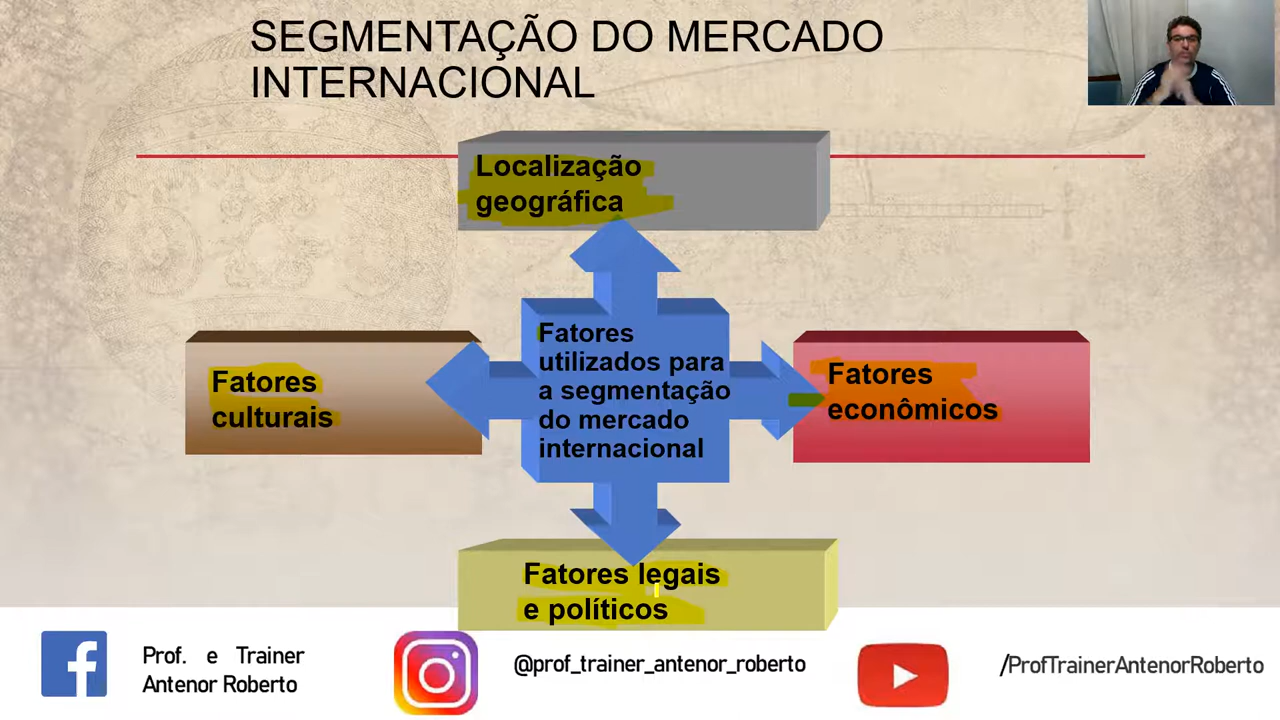 SEGMENTAÇÃO DO MERCADO
INTERNACIONAL
Localização
geográfica
Fatores
culturais
Fatores
utilizados para
a segmentação
do mercado
internacional
Fatores
econômicos
Fatores legais
e políticos
Prof. e Trainer
Antenor Roberto
@prof_trainer_antenor_roberto
/ProfTrainerAntenorRoberto